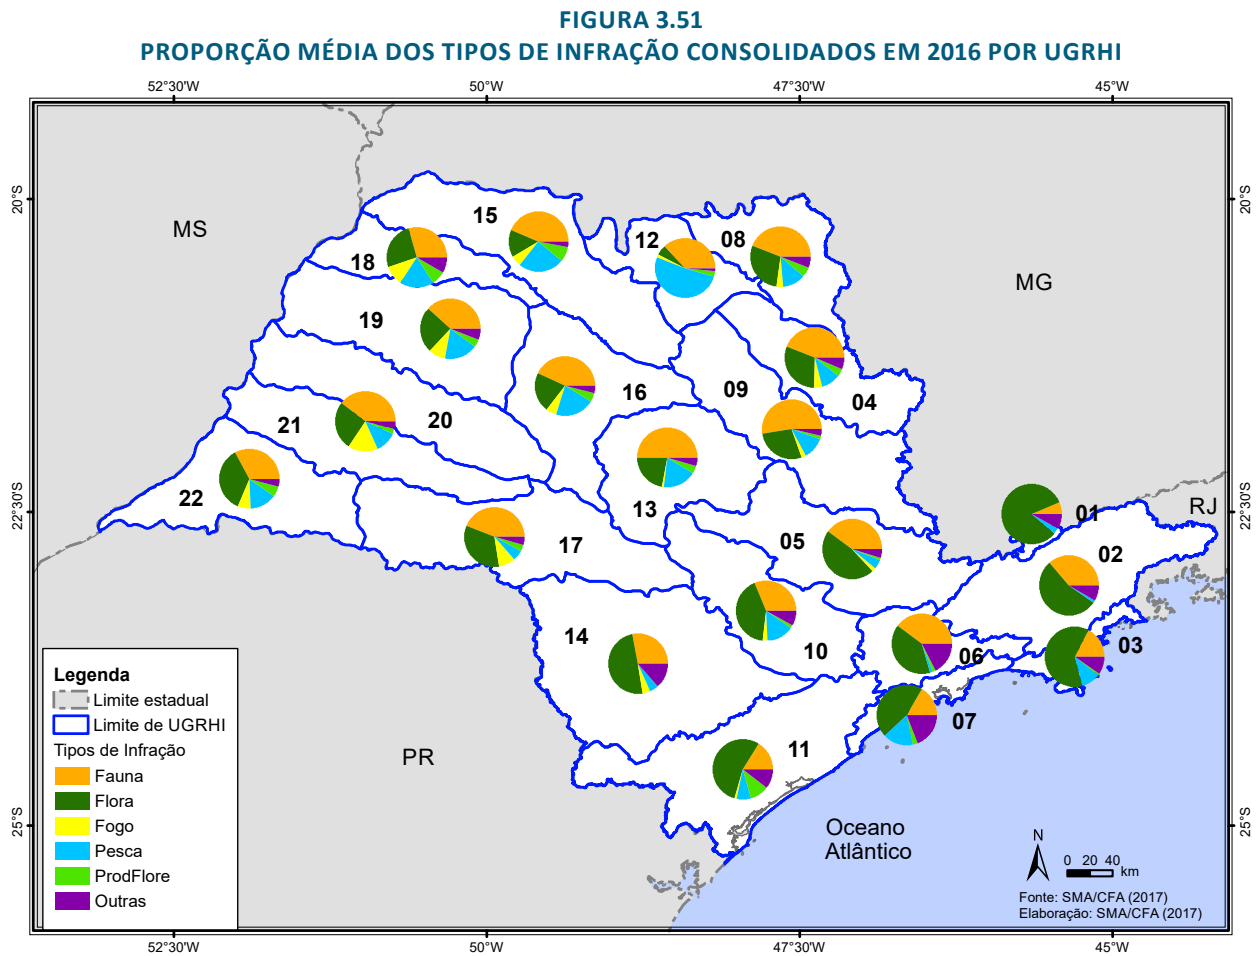 FIGURA 3.51
PROPORÇÃO MÉDIA DOS TIPOS DE INFRAÇÃO CONSOLIDADOS EM 2016 POR UGRHI
52°30'W
50°W
47°30'W
45°W
20°S
20°S
22°30'S
22°30'S
25°S
25°S
MS
MG
RJ
PR
15
12
08
18
19
16
09
04
21
20
22
13
17
05
01
02
14
10
06
03
07
11
Oceano
Atlântico
Legenda
Limite estadual
Limite de UGRHI
Tipos de Infração
Fauna
Flora
Fogo
Pesca
ProdFlore
Outras
N
0 20 40
km
Fonte: SMA/CFA (2017)
Elaboração: SMA/CFA (2017)
52°30'W
50°W
47°30'W
45°W